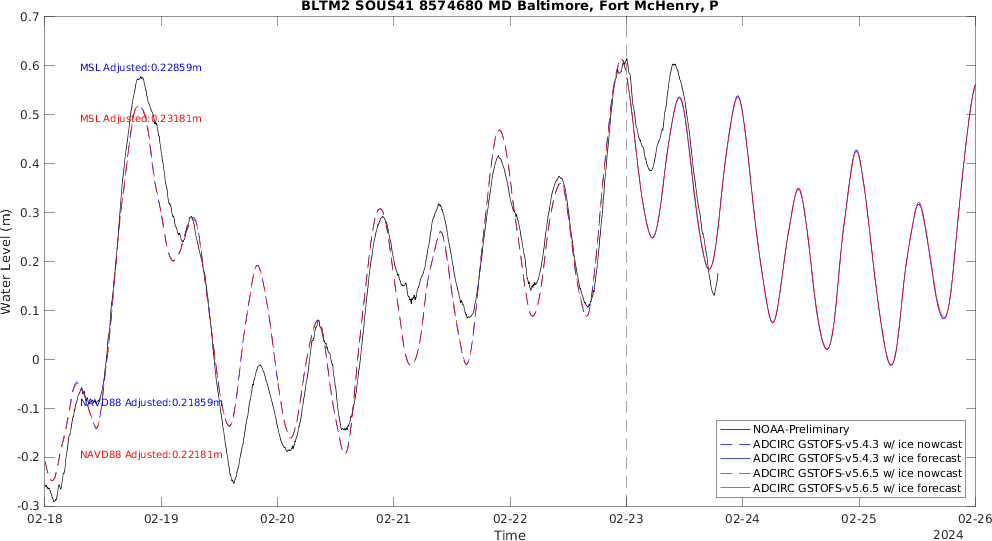 BLTM2 SOUS41 8574680 MD Baltimore, Fort McHenry, P
0.7
0.6
0.5
0.4
0.3
0.2
0.1
0
-0.1
-0.2
-0.3
Water Level (m)
MSL Adjusted:0.22859m
MSL Adjusted:0.23181m
NAVD88 Adjusted:0.21859m
NAVD88 Adjusted:0.22181m
NOAA-Preliminary
ADCIRC GSTOFS-v5.4.3 w/ ice nowcast
ADCIRC GSTOFS-v5.4.3 w/ ice forecast
ADCIRC GSTOFS-v5.6.5 w/ ice nowcast
ADCIRC GSTOFS-v5.6.5 w/ ice forecast
02-18 02-19 02-20 02-21 02-22 02-23 02-24 02-25 02-26
Time
2024